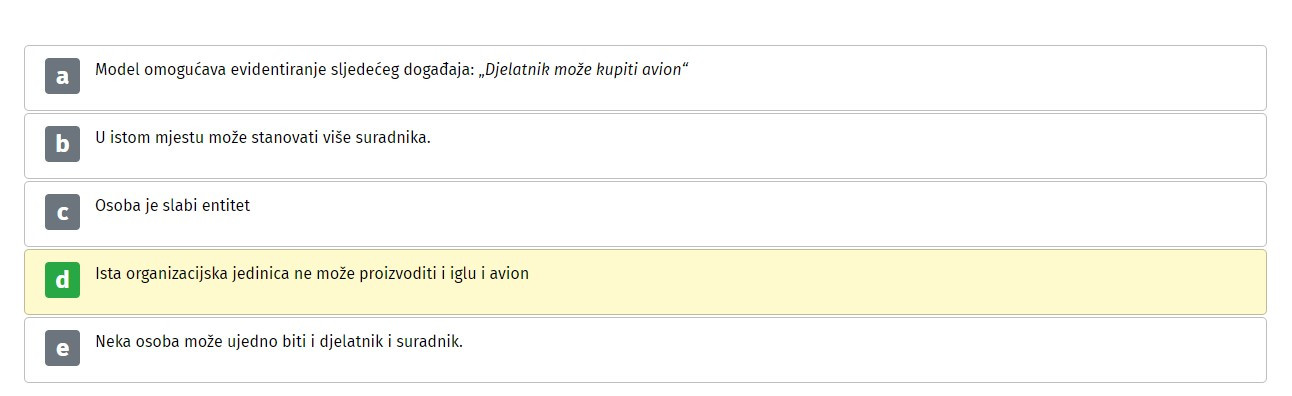 a Model omogućava evidentiranje sljedećeg događaja: „Djelatnik može kupiti avion“
b U istom mjestu može stanovati više suradnika.
c Osoba je slabi entitet
d Ista organizacijska jedinica ne može proizvoditi i iglu i avion
e Neka osoba može ujedno biti i djelatnik i suradnik.